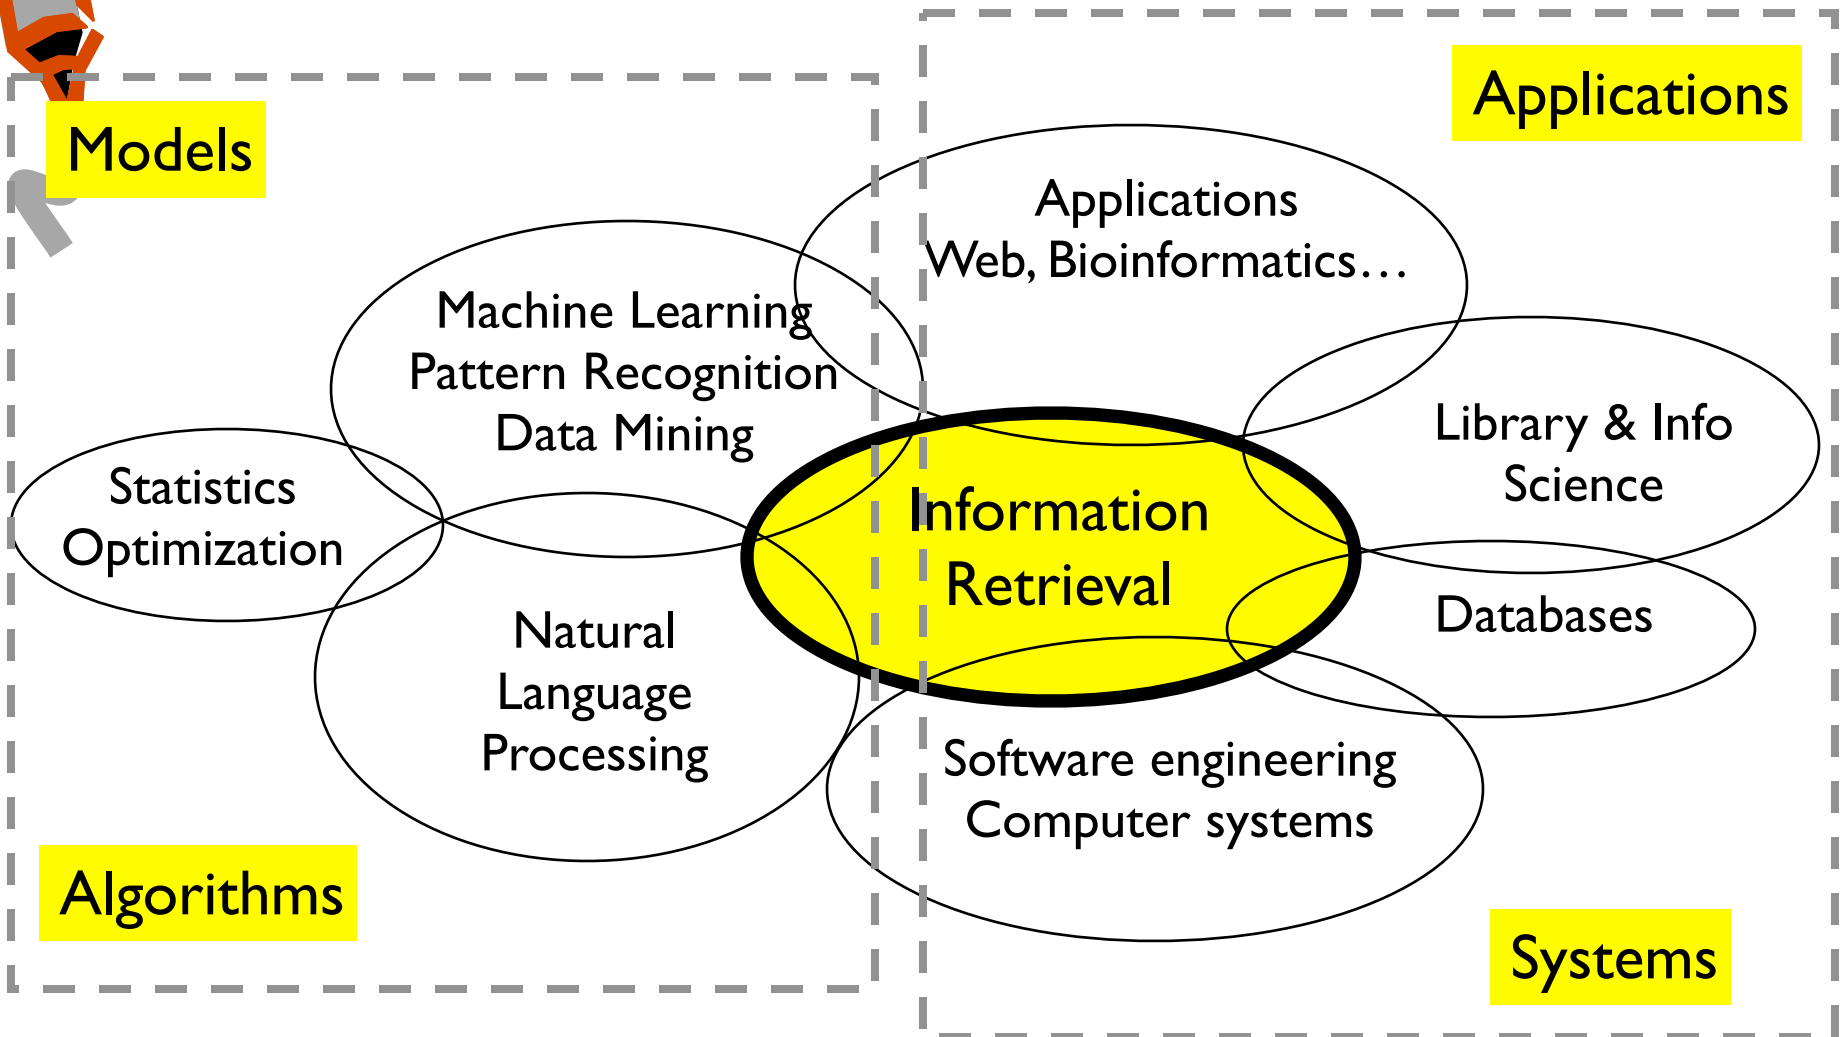 Applications
Models
Applications
Web, Bioinformatics…
Machine Learning
Pattern Recognition
Data Mining
Library & Info
Science
Statistics
Optimization
Information
Retrieval
Databases
Natural
Language
Processing
Software engineering
Computer systems
Algorithms
Systems